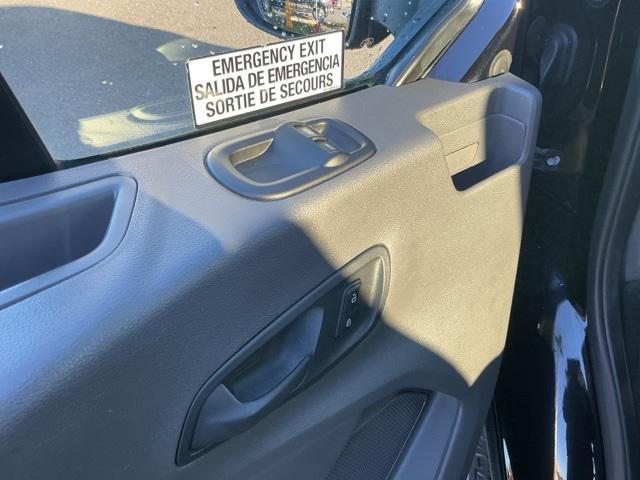 EMERGENCY EXIT
SALIDA DE EMERGENCIA
SORTIE DE SECOURS